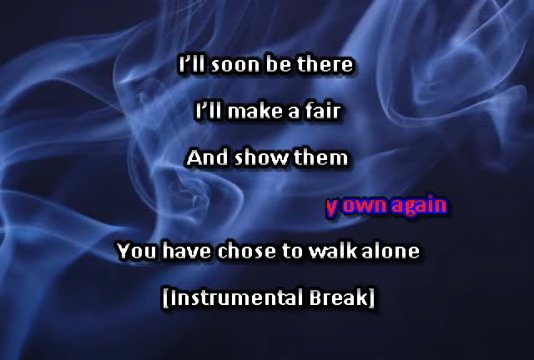 I'll soon be there
I'll make a fair
And show them
y own again
You have chose to walk alone
[Instrumental Break]